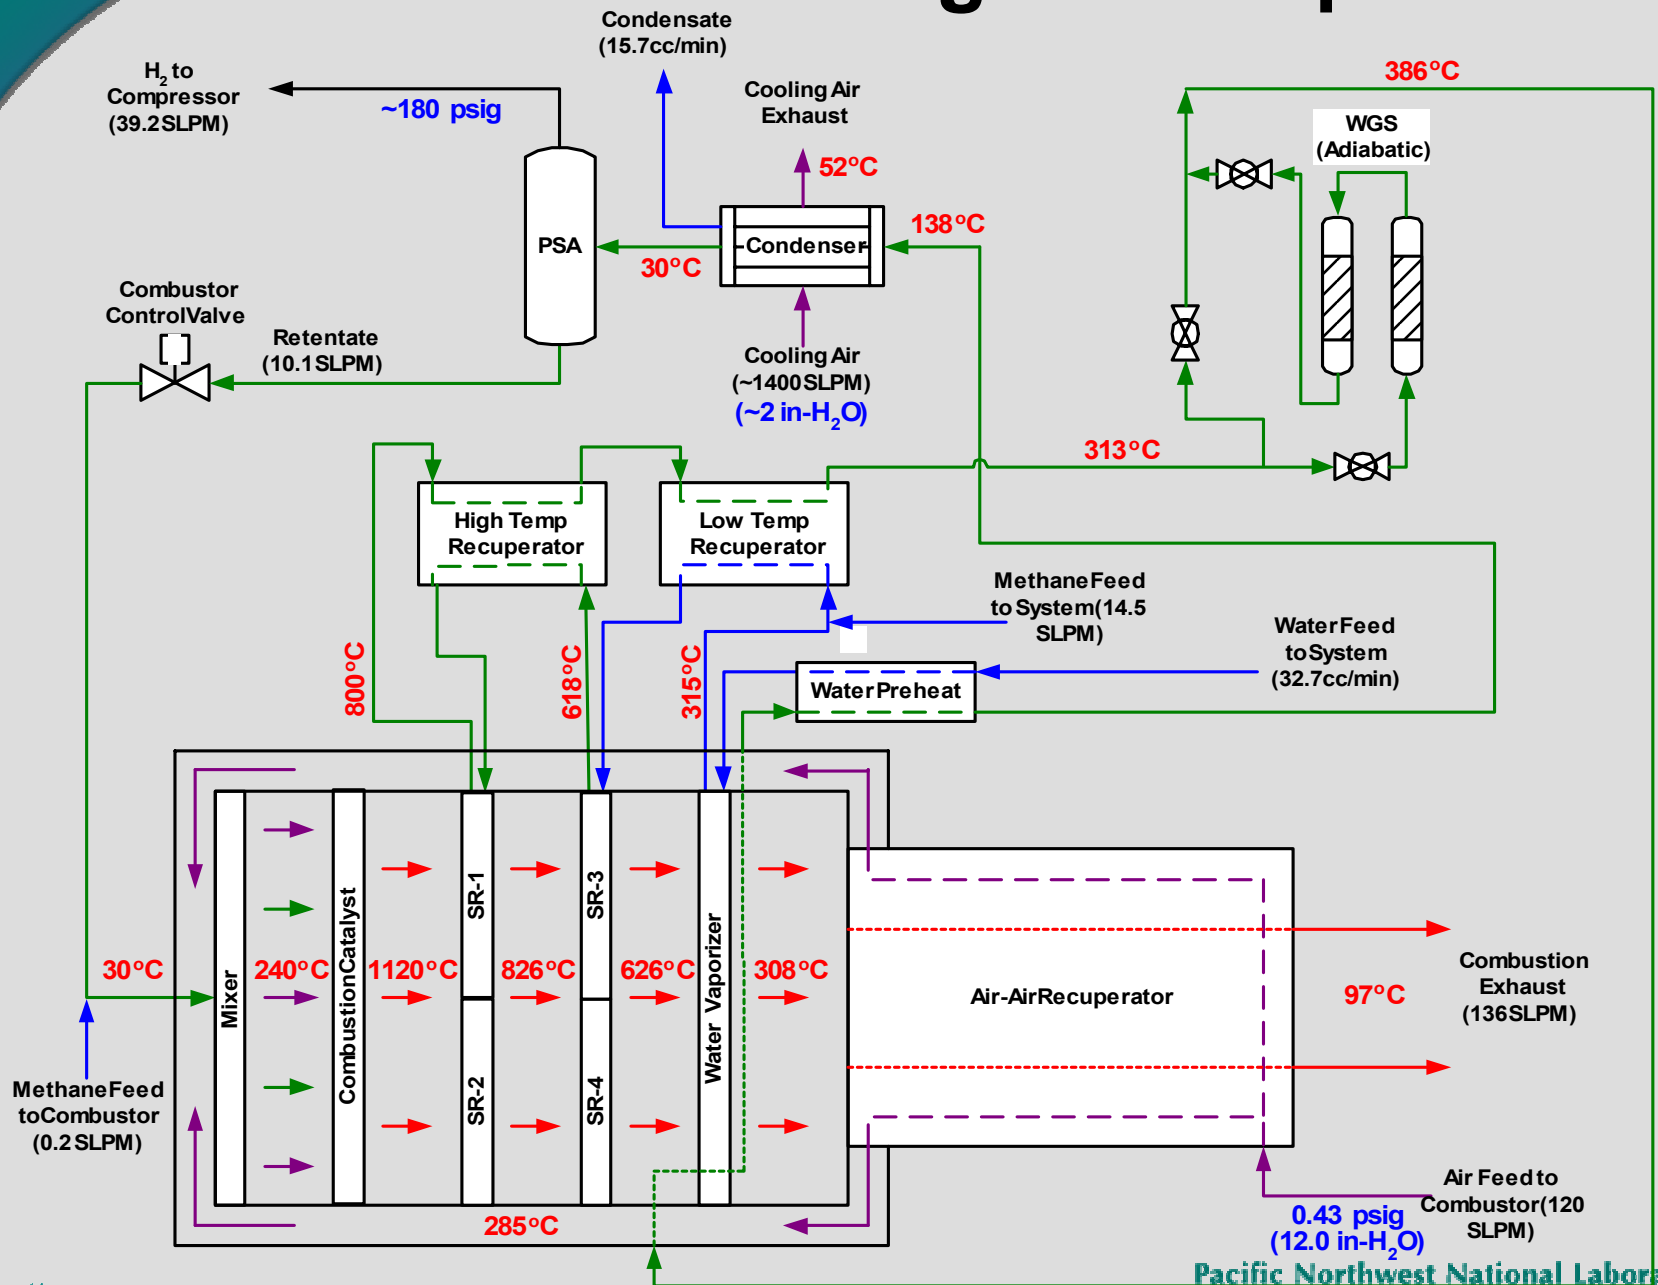 Condensate
(15.7cc/min)
H2 to
Compressor
(39.2SLPM)
~180 psig
Cooling Air
Exhaust
52°C
386°C
WGS
(Adiabatic)
PSA
Condenser
138°C
30°C
Combustor
ControlValve
Retentate
(10.1SLPM)
Cooling Air
(~1400SLPM)
(~2 in-H2O)
313°C
High Temp
Recuperator
Low Temp
Recuperator
MethaneFeed
toSystem(14.5
SLPM)
WaterFeed
toSystem
(32.7cc/min)
800°C
618°C
315°C
WaterPreheat
Mixer
CombustionCatalyst
SR-1
SR-2
SR-3
SR-4
Water Vaporizer
30°C
240°C
1120°C
826°C
626°C
308°C
Air-AirRecuperator
97°C
Combustion
Exhaust
(136SLPM)
MethaneFeed
toCombustor
(0.2SLPM)
285°C
Air Feed to
Combustor(120
SLPM)
0.43 psig
(12.0 in-H2O)
Pacific Northwest National